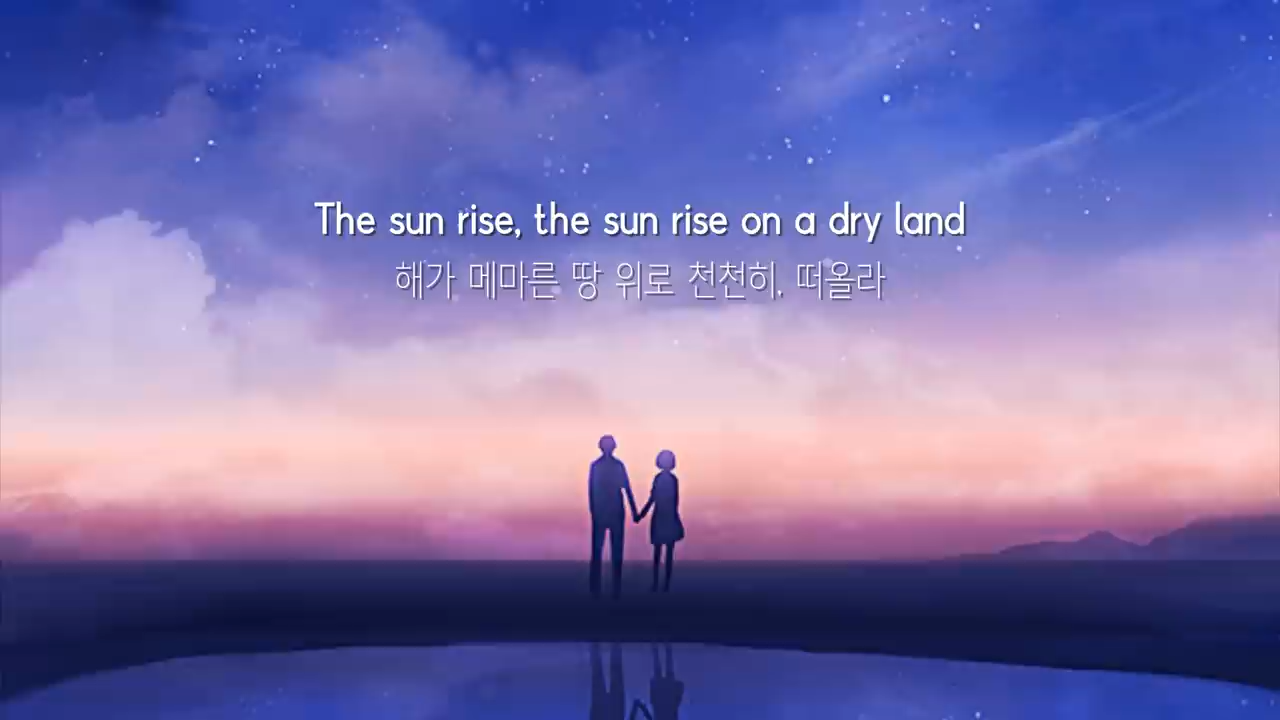 The sun rise, the sun rise on a dry land
해가 메마른 땅 위로 천천히. 떠올라